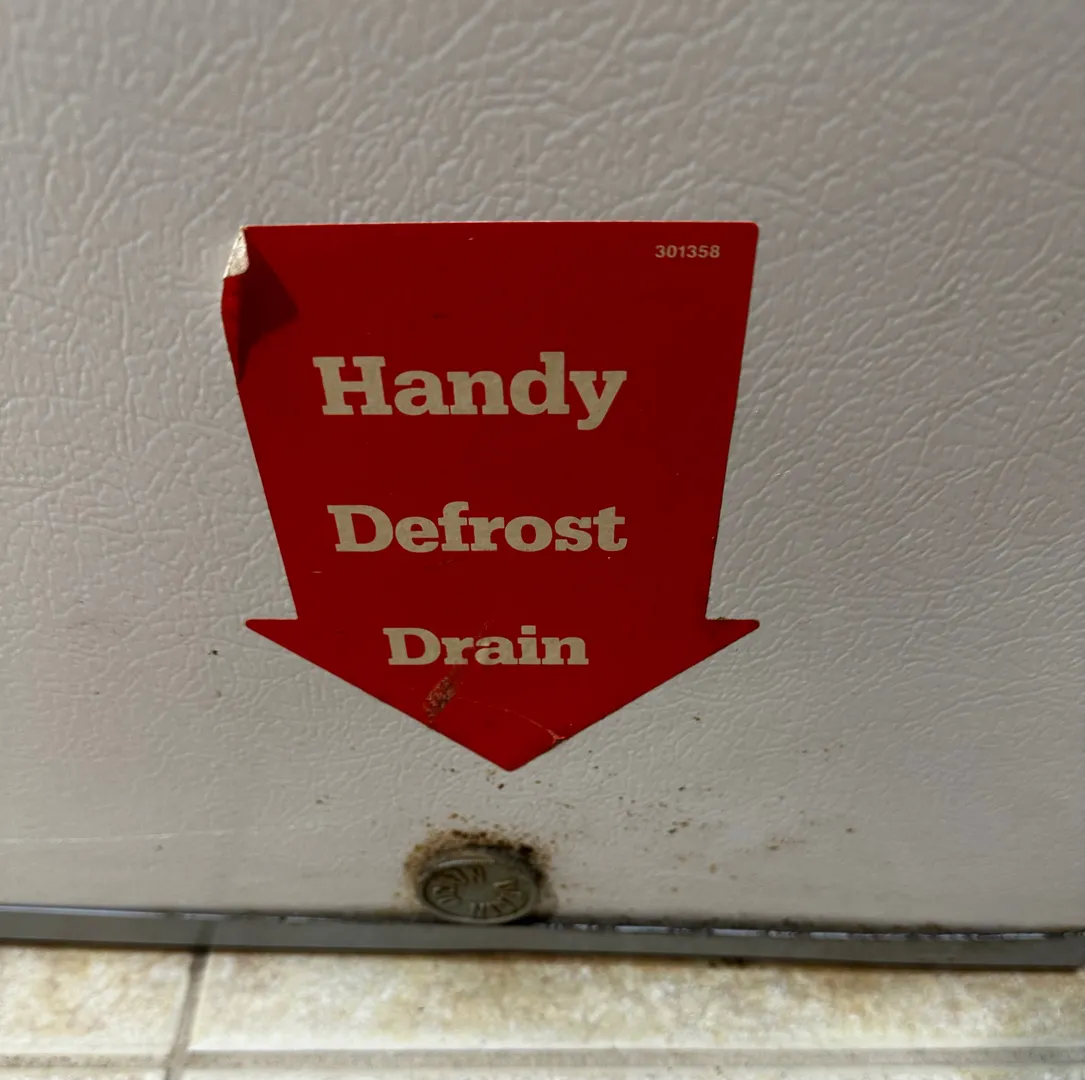 301358
Handy
Defrost
Drain